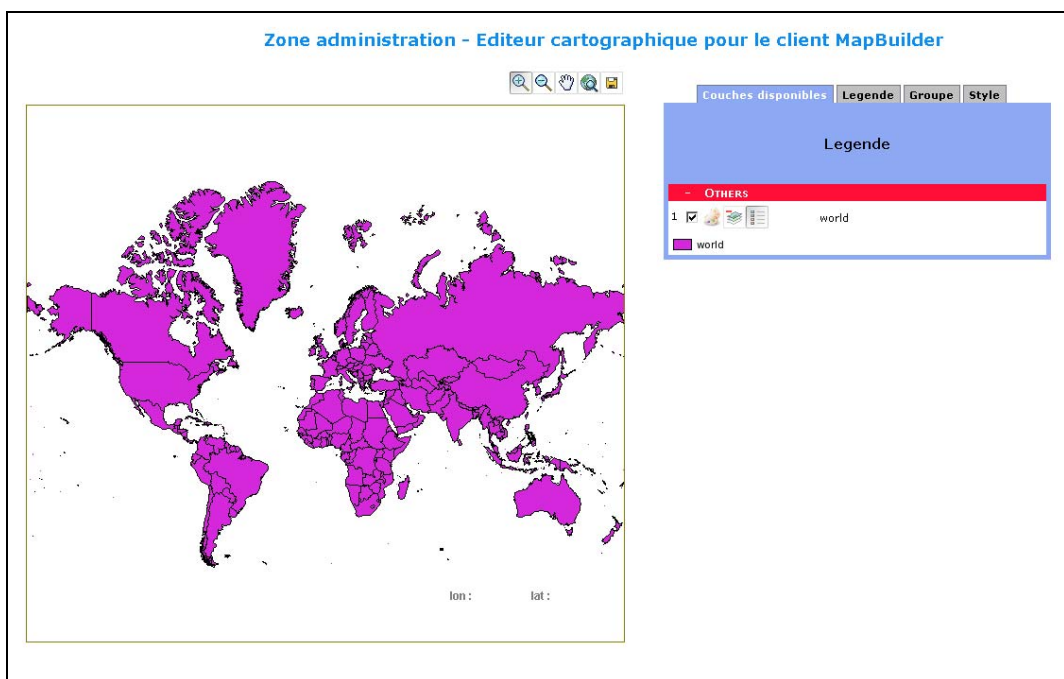 Zone administration - Editeur cartographique pour le client MapBuilder
Couches disponibles Legende Groupe Style
Legende
- OTHERS
1 world
world
lon : lat :